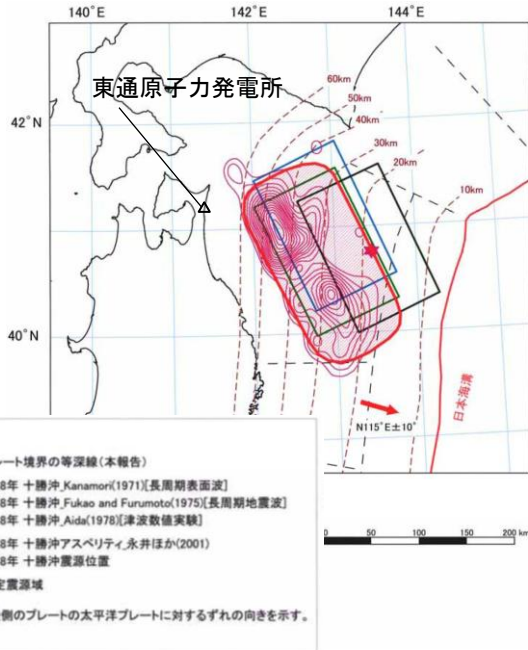 140°E
142°E
144°E
東通原子力発電所
60km
50km
42°N
40km
30km
20km
10km
40°N
日本海溝
N115°E±10°
ート境界の等深線(本報告)
8年 十勝沖_Kanamori(1971)[長周期表面波]
8年 十勝沖_Fukao and Furumoto(1975)[長周期地震波]
8年 十勝沖_Aida(1978)[津波数値実験]
8年 十勝沖アスペリティ_永井ほか(2001)
8年 十勝沖震源位置
定震源域
側のプレートの太平洋プレートに対するずれの向きを示す。
0 50 100 150 200 km